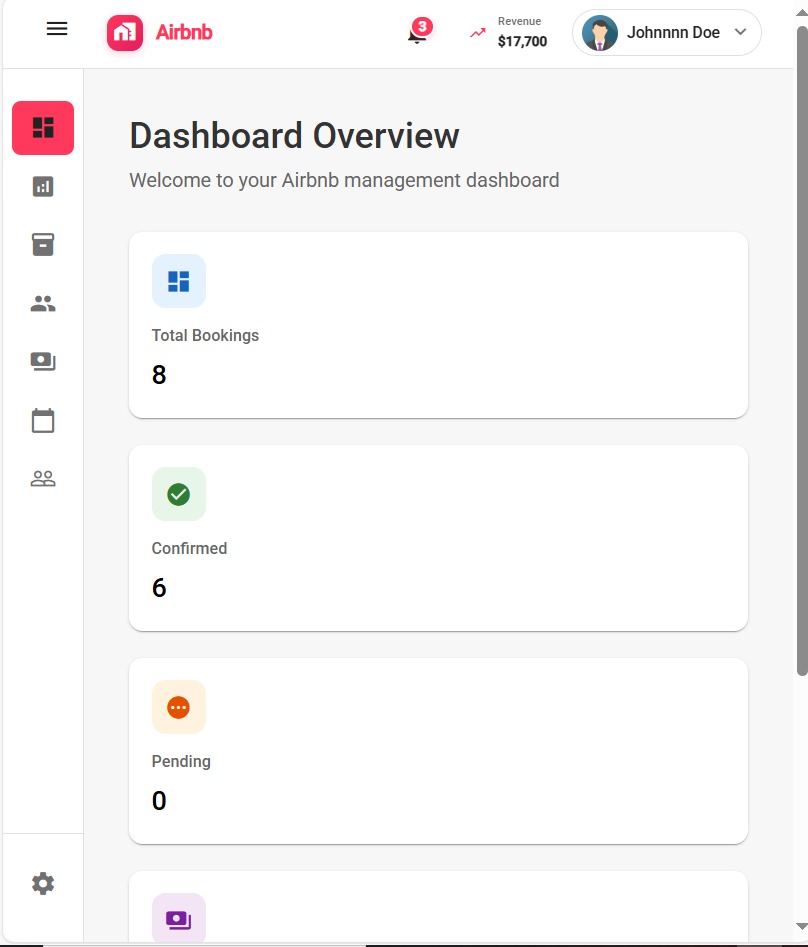 Airbnb
3
Revenue
$17,700
Johnnnn Doe
Dashboard Overview
Welcome to your Airbnb management dashboard
Total Bookings
8
Confirmed
6
Pending
0